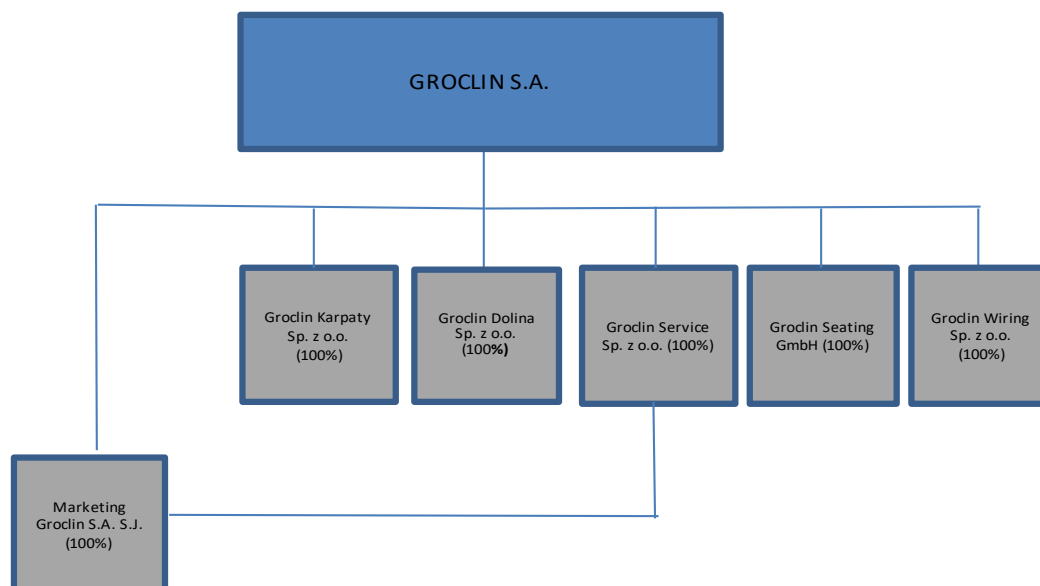 GROCLIN S.A.
Groclin Karpaty
Sp. z o.o.
(100%)
Groclin Dolina
Sp. z o.o.
(100%)
Groclin Service
Sp. z o.o. (100%)
Groclin Seating
GmbH (100%)
Groclin Wiring
Sp. z o.o.
(100%)
Marketing
Groclin S.A. S.J.
(100%)